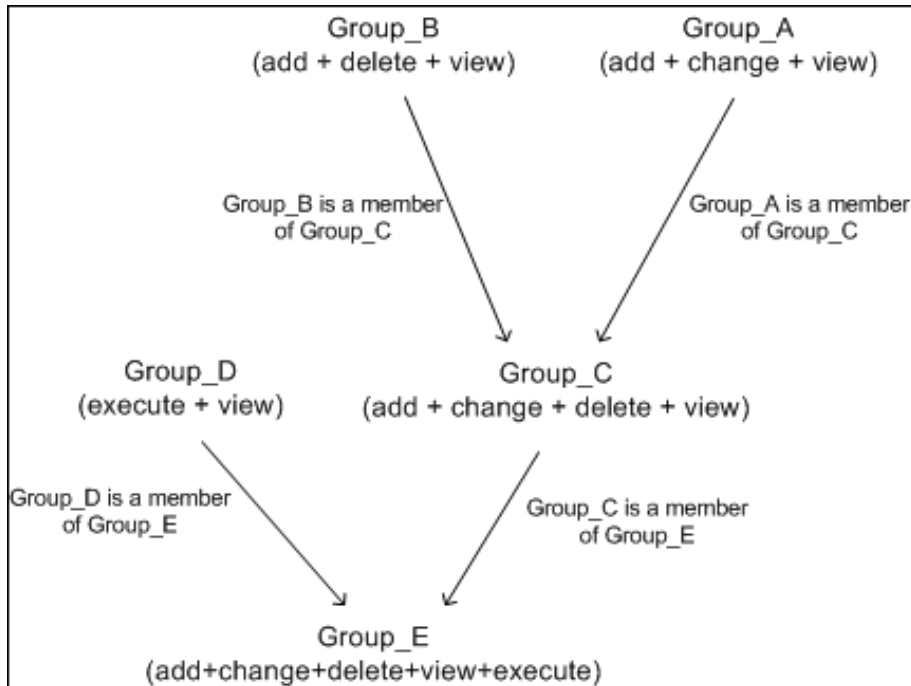 Group_B
(add + delete + view)
Group_A
(add + change + view)
Group_B is a member
of Group_C
Group_A is a member
of Group_C
Group_D
(execute + view)
Group_C
(add + change + delete + view)
Group_D is a member
of Group_E
Group_C is a member
of Group_E
Group_E
(add+change+delete+view+execute)